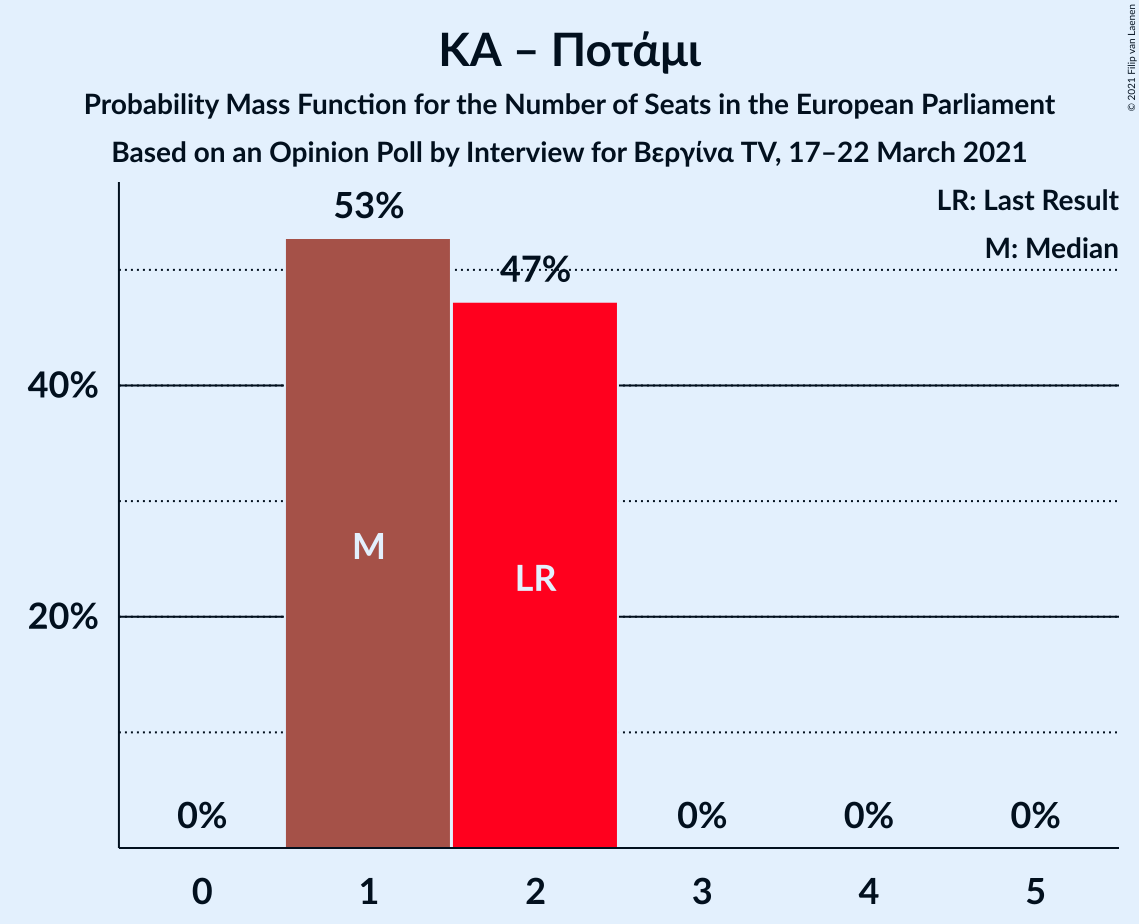 ΚΑ – Ποτάμι
Probability Mass Function for the Number of Seats in the European Parliament
Based on an Opinion Poll by Interview for Βεργίνα TV, 17–22 March 2021
© 2021 Filip van Laenen
LR: Last Result
M: Median
53%
47%
40%
20%
M
LR
0%
0%
0%
0%
0
1
2
3
4
5